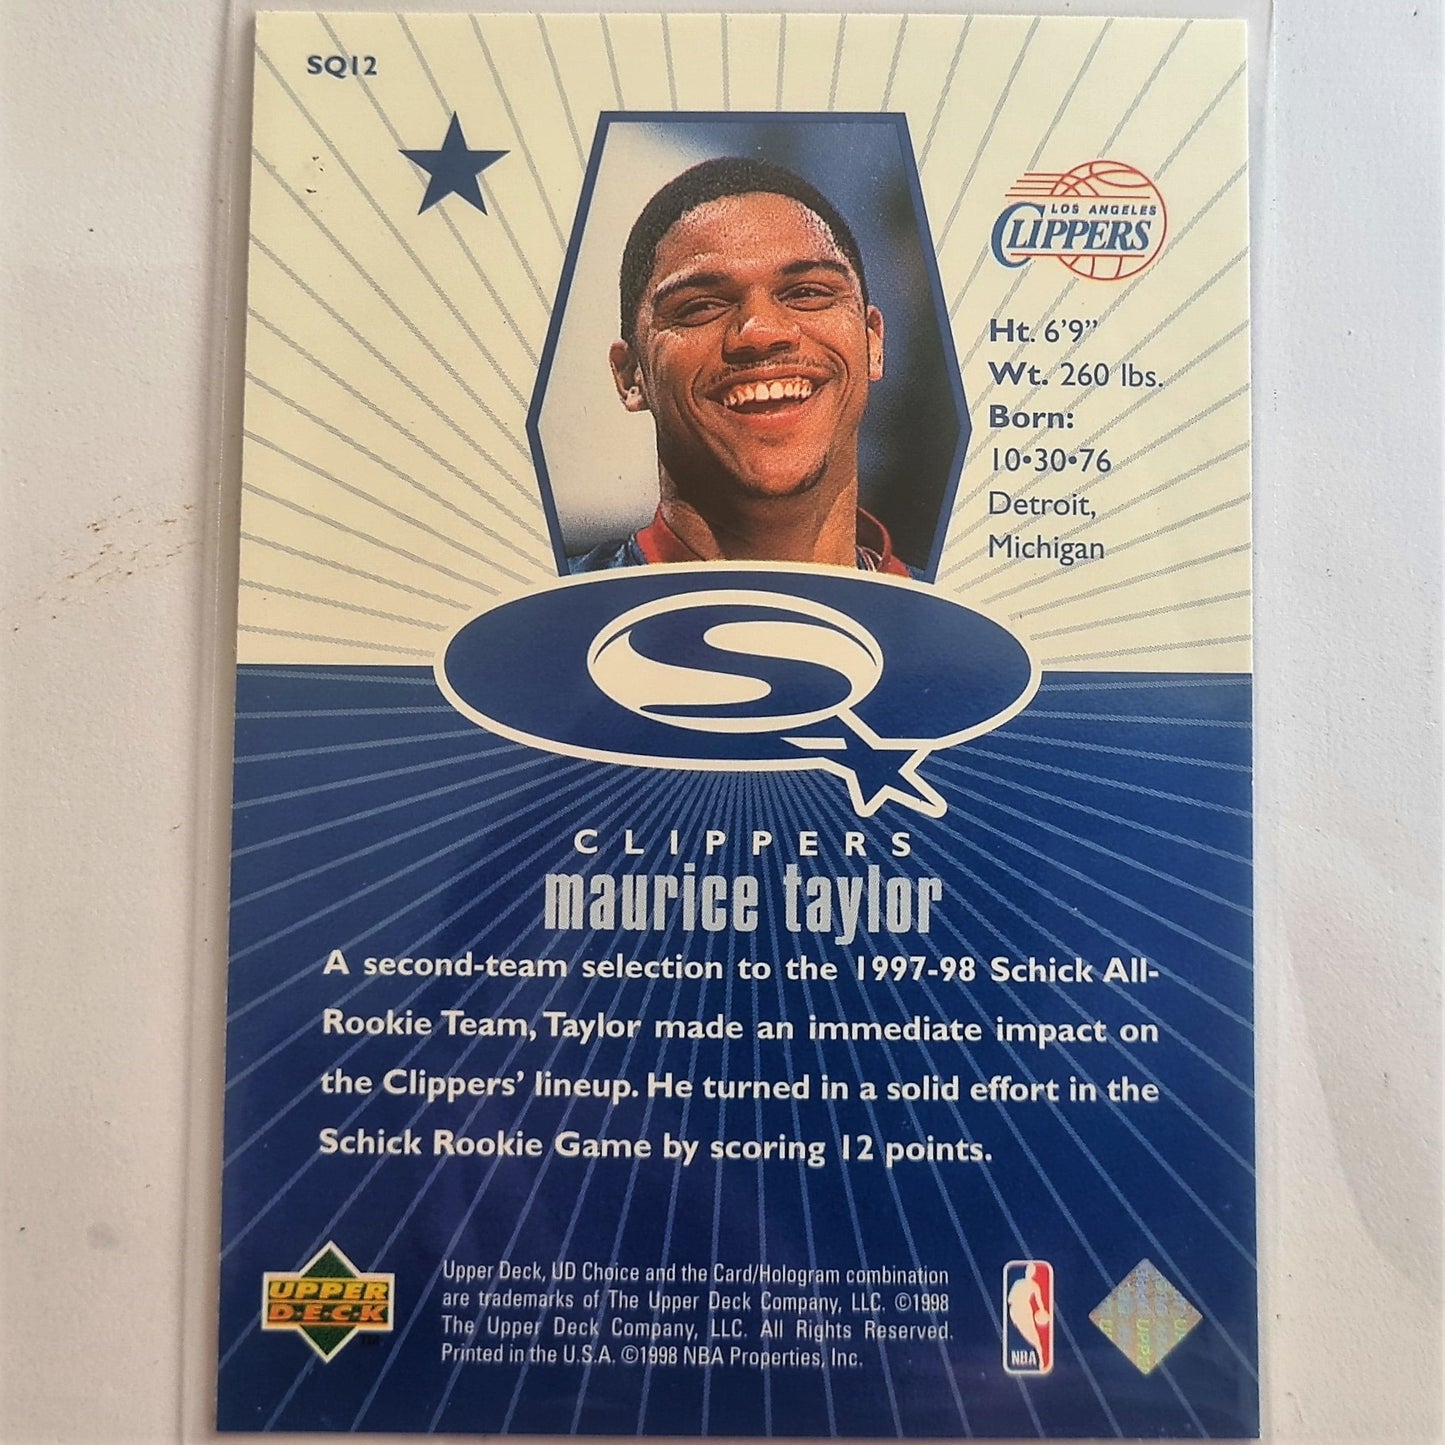 SQ12
LOS ANGELES
CLIPPERS
Ht. 6'9"
Wt. 260 lbs.
Born:
10•30•76
Detroit,
Michigan
SQ
CLIPPERS
maurice taylor
A second-team selection to the 1997-98 Schick All-
Rookie Team, Taylor made an immediate impact on
the Clippers' lineup. He turned in a solid effort in the
Schick Rookie Game by scoring 12 points.
UPPER
D•E•C•K
TM
Upper Deck, UD Choice and the Card/Hologram combination
are trademarks of The Upper Deck Company, LLC. ©1998
The Upper Deck Company, LLC. All Rights Reserved.
Printed in the U.S.A. ©1998 NBA Properties, Inc.
NBA